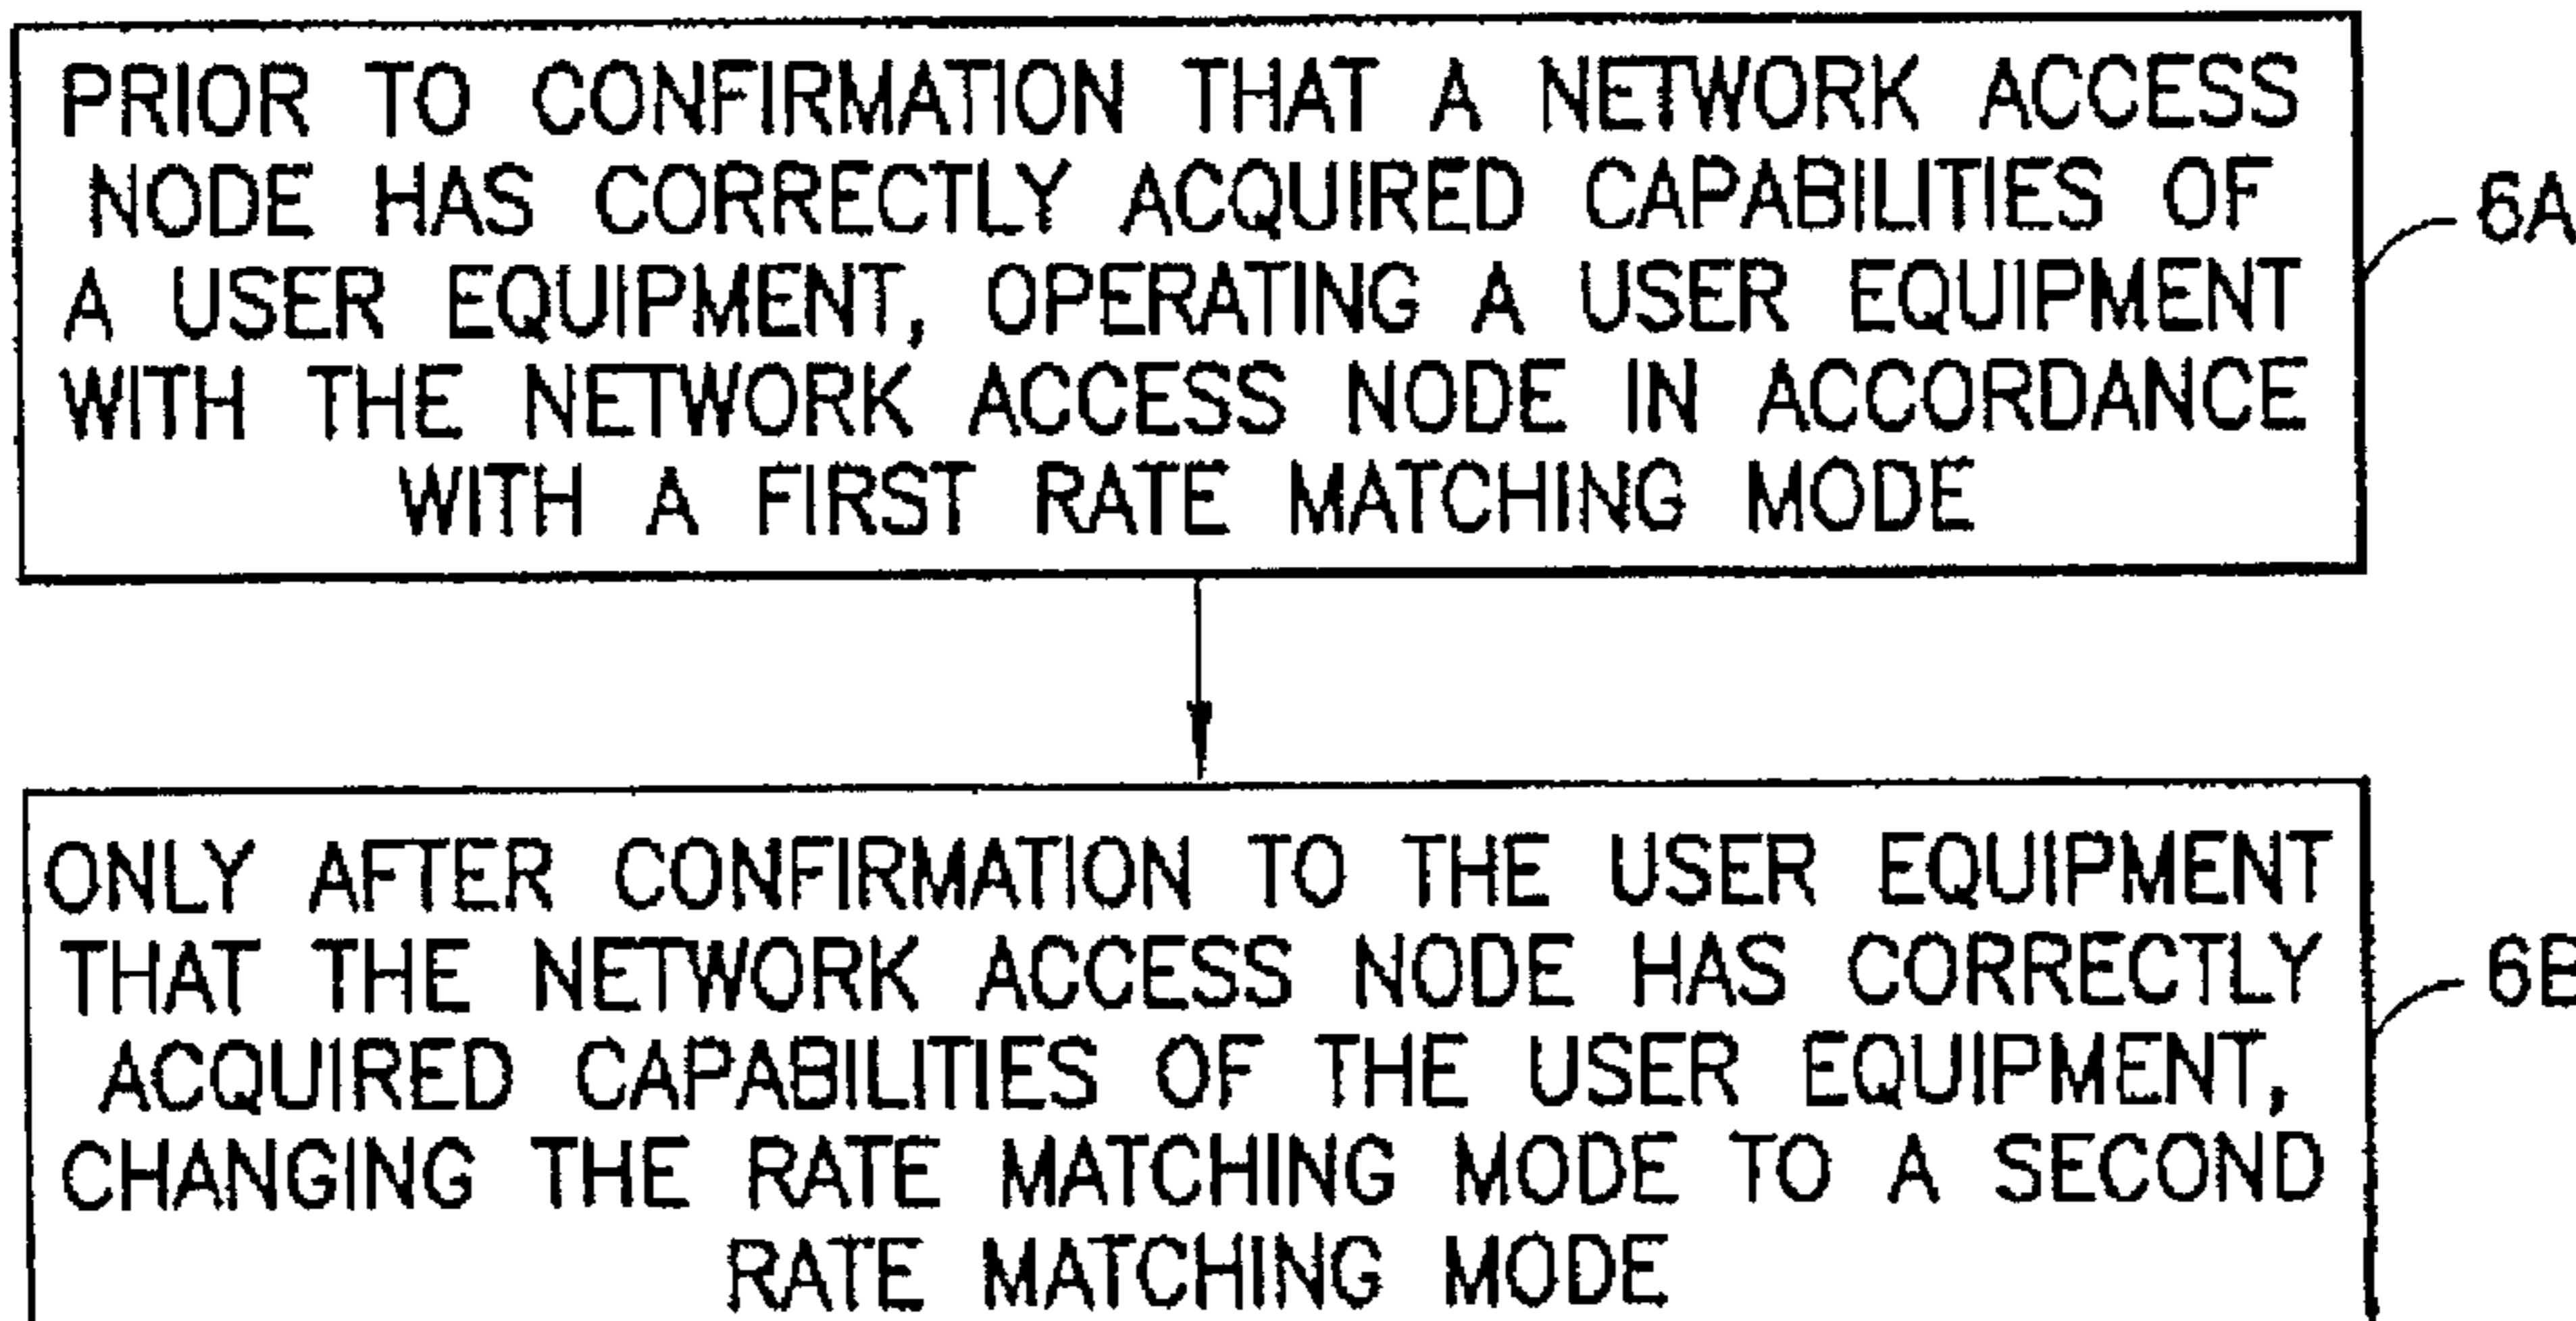 PRIOR TO CONFIRMATION THAT A NETWORK ACCESS
NODE HAS CORRECTLY ACQUIRED CAPABILITIES OF
A USER EQUIPMENT, OPERATING A USER EQUIPMENT
WITH THE NETWORK ACCESS NODE IN ACCORDANCE
WITH A FIRST RATE MATCHING MODE
6A
ONLY AFTER CONFIRMATION TO THE USER EQUIPMENT
THAT THE NETWORK ACCESS NODE HAS CORRECTLY
ACQUIRED CAPABILITIES OF THE USER EQUIPMENT,
CHANGING THE RATE MATCHING MODE TO A SECOND
RATE MATCHING MODE
6B